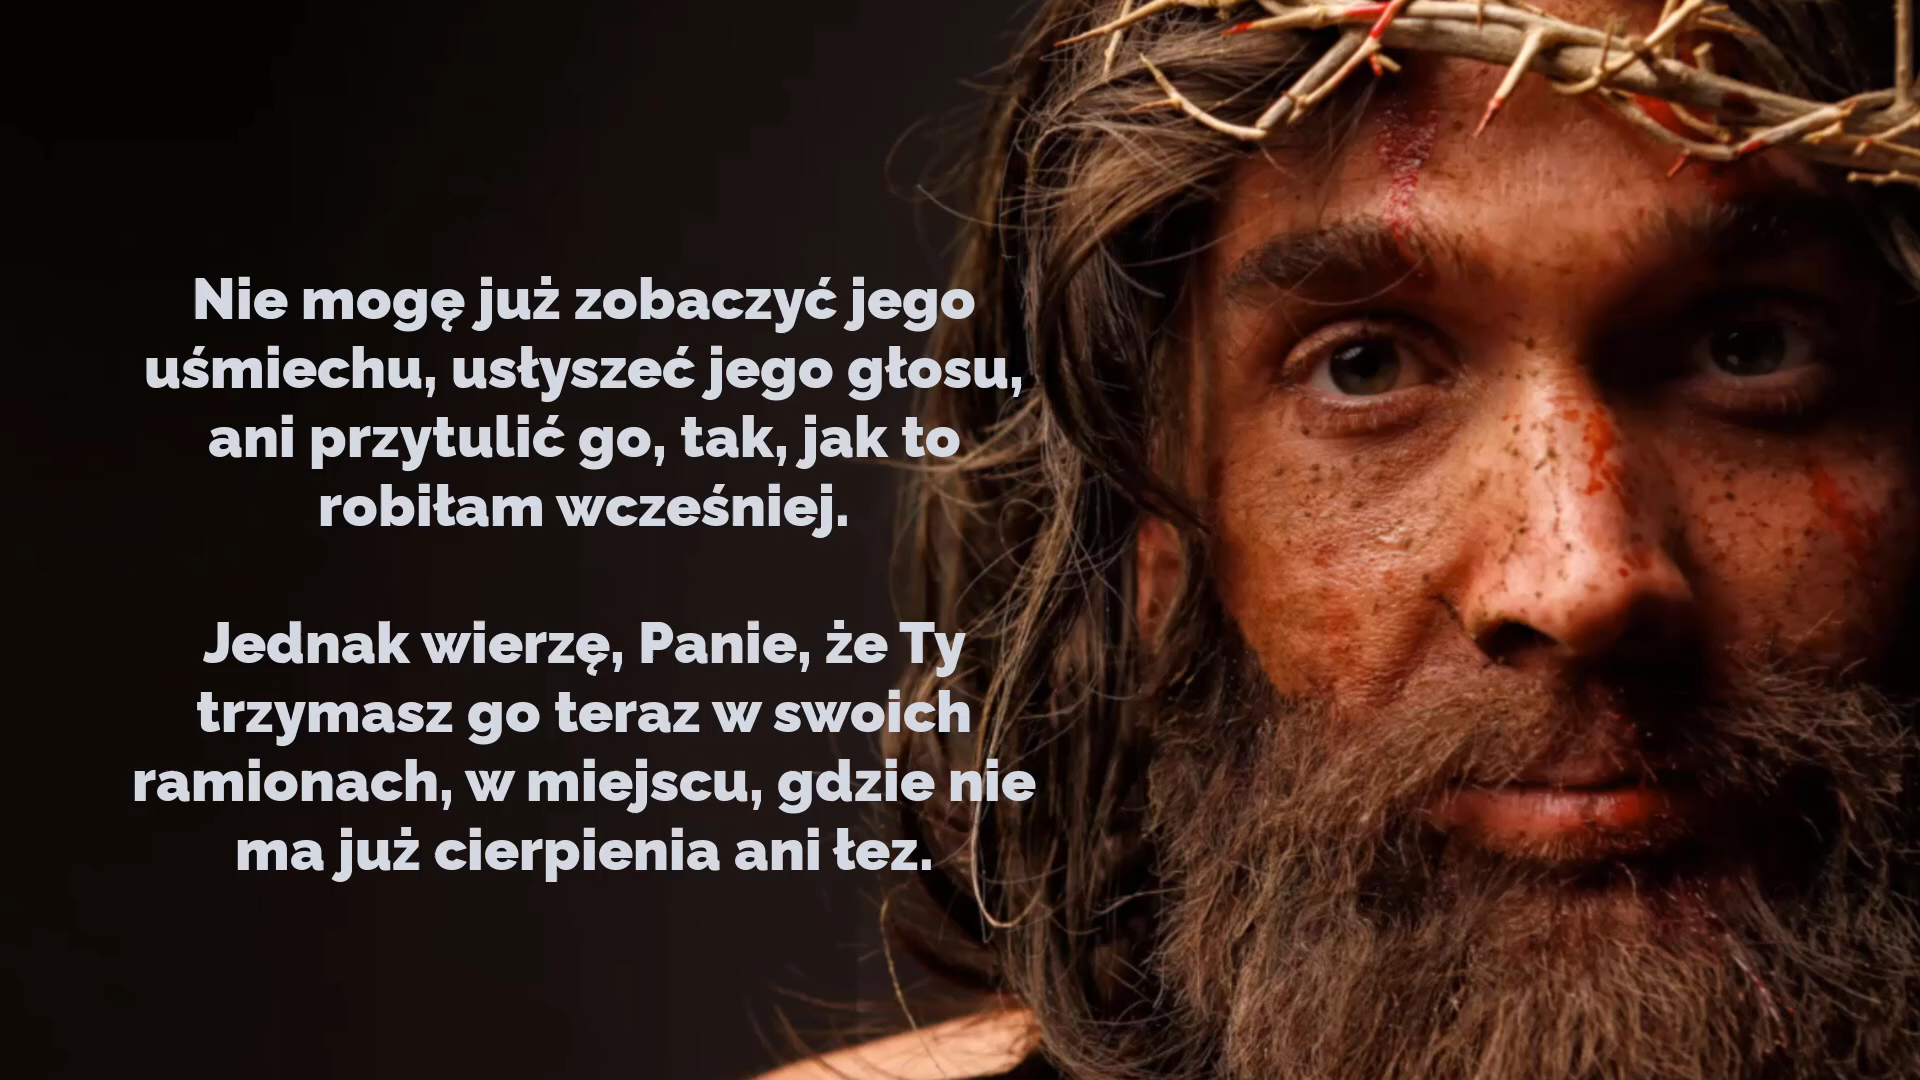 Nie mogę już zobaczyć jego
uśmiechu, usłyszeć jego głosu,
ani przytulić go, tak, jak to
robiłam wcześniej.
Jednak wierzę, Panie, że Ty
trzymasz go teraz w swoich
ramionach, w miejscu, gdzie nie
ma już cierpienia ani łez.